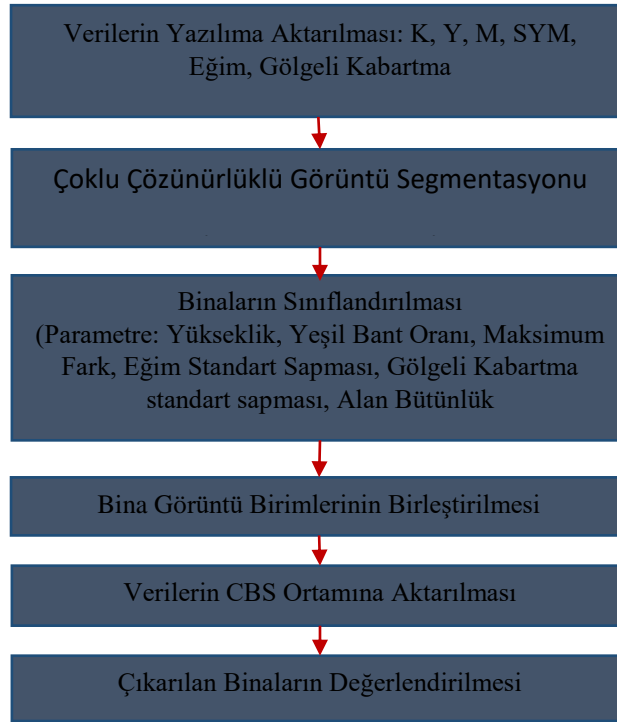 Verilerin Yazılıma Aktarılması: K, Y, M, SYM,
Eğim, Gölgeli Kabartma
Çoklu Çözünürlüklü Görüntü Segmentasyonu
Binaların Sınıflandırılması
(Parametre: Yükseklik, Yeşil Bant Oranı, Maksimum
Fark, Eğim Standart Sapması, Gölgeli Kabartma
standart sapması, Alan Bütünlük
Bina Görüntü Birimlerinin Birleştirilmesi
Verilerin CBS Ortamına Aktarılması
Çıkarılan Binaların Değerlendirilmesi